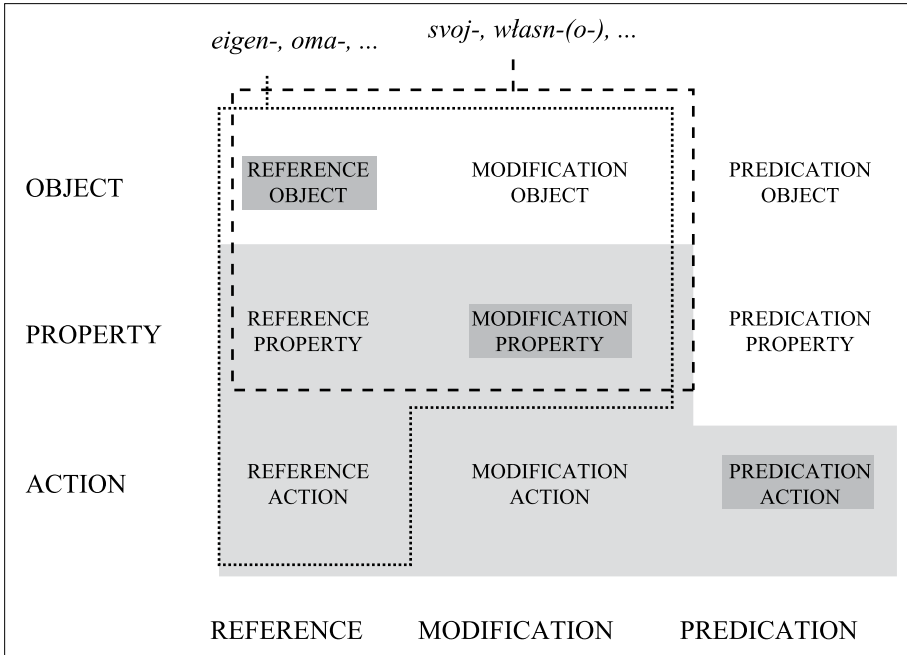 eigen-, oma-, ...
svoj-, własn-(o-), ...
OBJECT
REFERENCE
OBJECT
MODIFICATION
OBJECT
PREDICATION
OBJECT
PROPERTY
REFERENCE
PROPERTY
MODIFICATION
PROPERTY
PREDICATION
PROPERTY
ACTION
REFERENCE
ACTION
MODIFICATION
ACTION
PREDICATION
ACTION
REFERENCE
MODIFICATION
PREDICATION